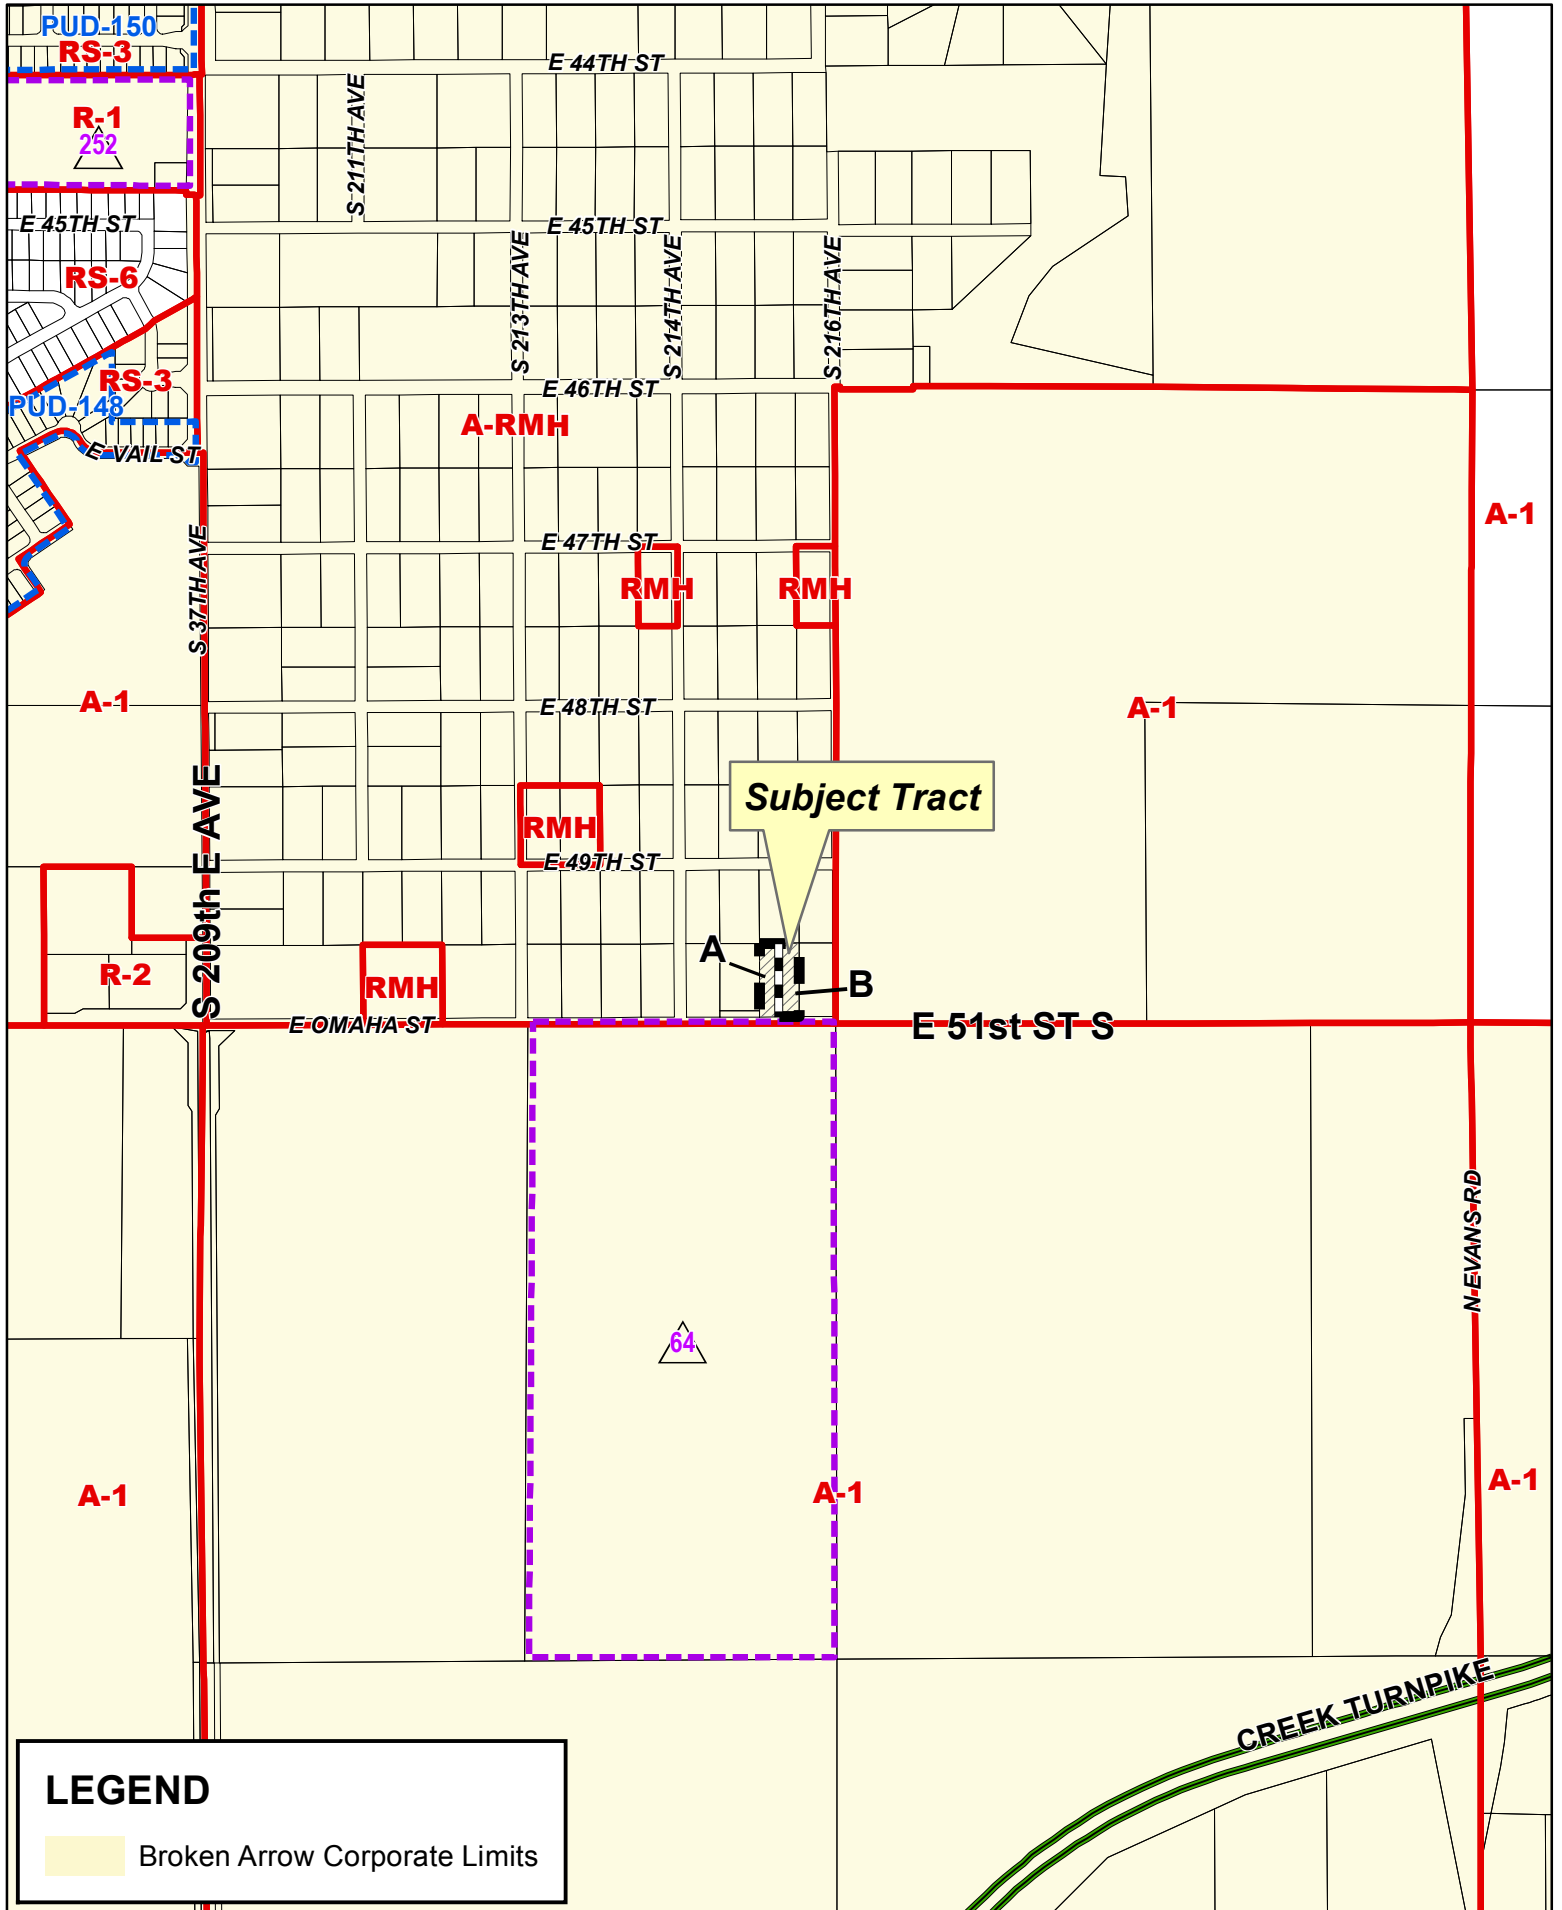 PUD-150
RS-3
E 44TH ST
R-1
252
S 211TH AVE
E 45TH ST
E 45TH ST
S 213TH AVE
S 214TH AVE
S 216TH AVE
RS-6
RS-3
PUD-148
E 46TH ST
A-RMH
E VAIL ST
A-1
S 37TH AVE
E 47TH ST
RMH
RMH
A-1
E 48TH ST
A-1
S 209th E AVE
Subject Tract
RMH
E 49TH ST
A
B
R-2
RMH
E OMAHA ST
E 51st ST S
N EVANS RD
64
A-1
A-1
A-1
CREEK TURNPIKE
LEGEND
Broken Arrow Corporate Limits